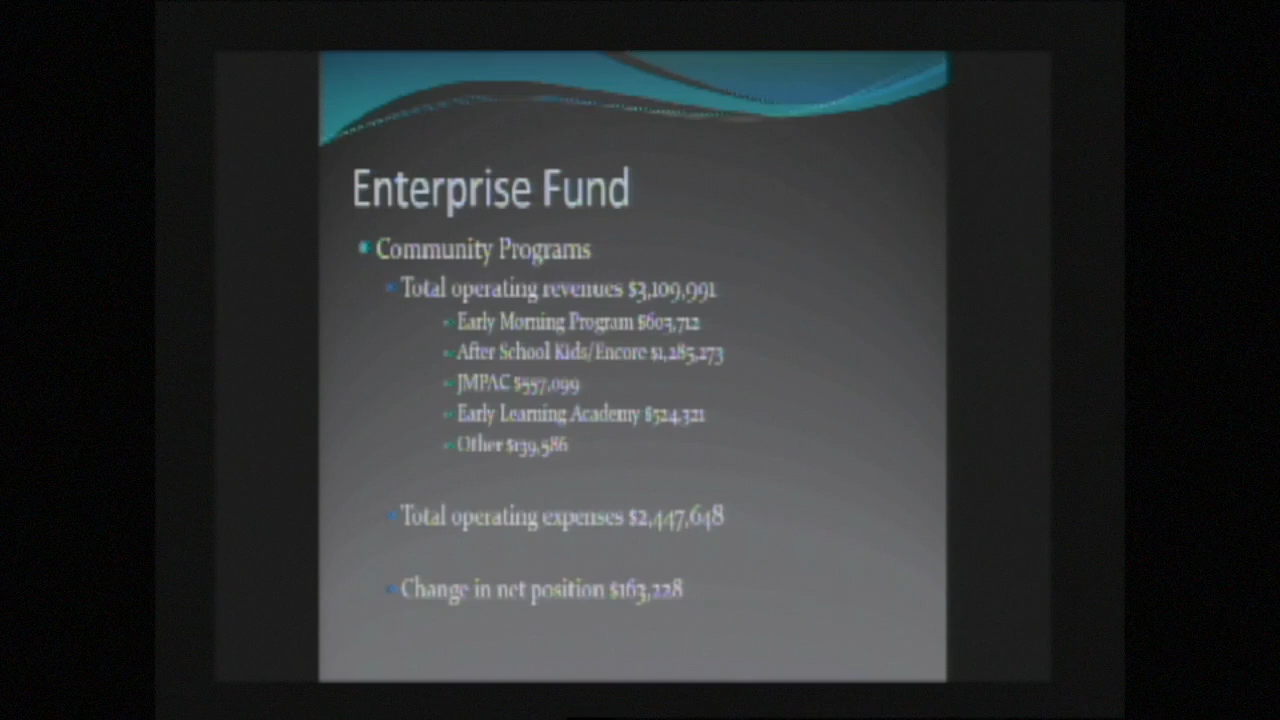 Enterprise Fund
Community Programs
Total operating revenues $3,109,991
Early Morning Program $603,712
After School Kids/Encore $1,285,273
JMPAC $557,099
Early Learning Academy $524,321
Other $139,586
Total operating expenses $2,447,648
Change in net position $163,228